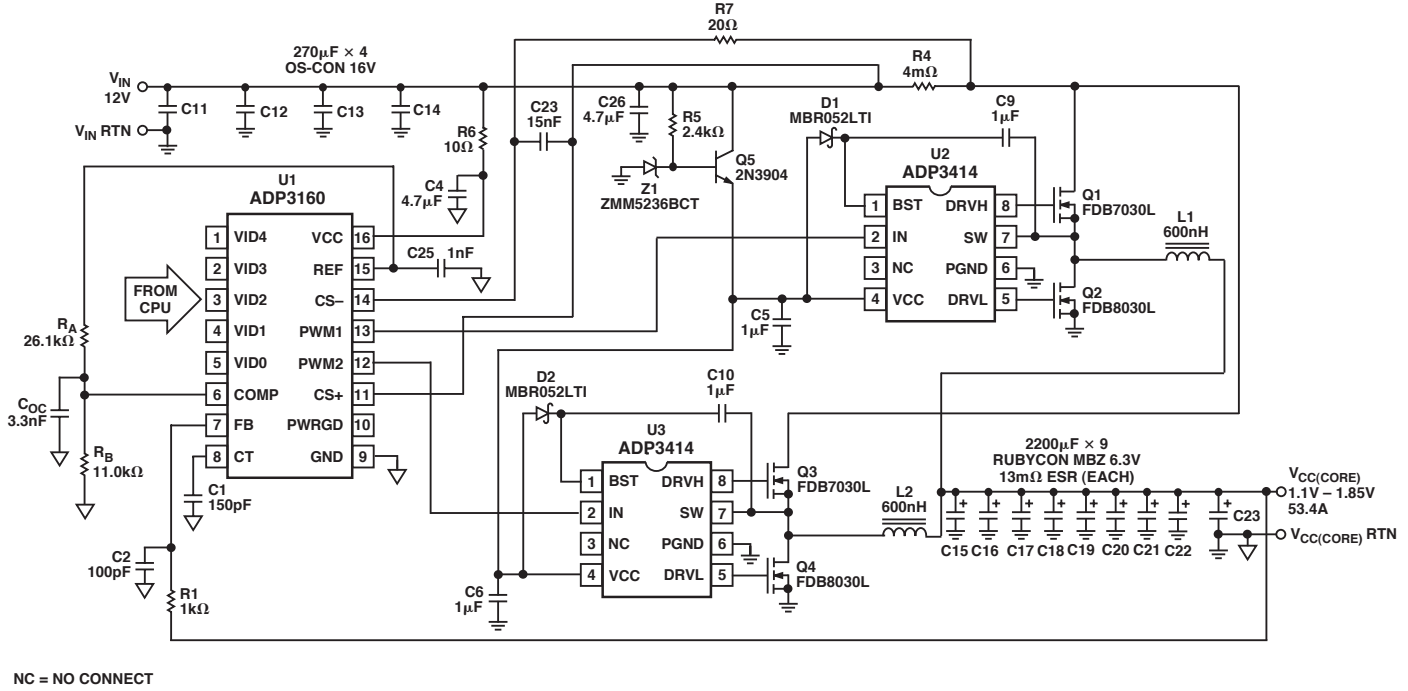 R7
20Ω
270μF × 4
OS-CON 16V
R4
4mΩ
VIN
12V
C11
C12
C13
C14
VIN RTN
R6
10Ω
C23
15nF
C26
4.7μF
R5
2.4kΩ
D1
MBR052LTI
C9
1μF
Q5
2N3904
Z1
ZMM5236BCT
U2
ADP3414
1 BST DRVH 8
2 IN SW 7
3 NC PGND 6
4 VCC DRVL 5
Q1
FDB7030L
L1
600nH
Q2
FDB8030L
C5
1μF
C4
4.7μF
U1
ADP3160
1 VID4 VCC 16
2 VID3 REF 15
3 VID2 CS– 14
4 VID1 PWM1 13
5 VID0 PWM2 12
6 COMP CS+ 11
7 FB PWRGD 10
8 CT GND 9
C25 1nF
FROM
CPU
RA
26.1kΩ
COC
3.3nF
RB
11.0kΩ
C1
150pF
C2
100pF
R1
1kΩ
D2
MBR052LTI
C10
1μF
U3
ADP3414
1 BST DRVH 8
2 IN SW 7
3 NC PGND 6
4 VCC DRVL 5
Q3
FDB7030L
L2
600nH
Q4
FDB8030L
C6
1μF
2200μF × 9
RUBYCON MBZ 6.3V
13mΩ ESR (EACH)
+ + + + + + + + +
C15 C16 C17 C18 C19 C20 C21 C22
C23
VCC(CORE)
1.1V – 1.85V
53.4A
VCC(CORE) RTN
NC = NO CONNECT